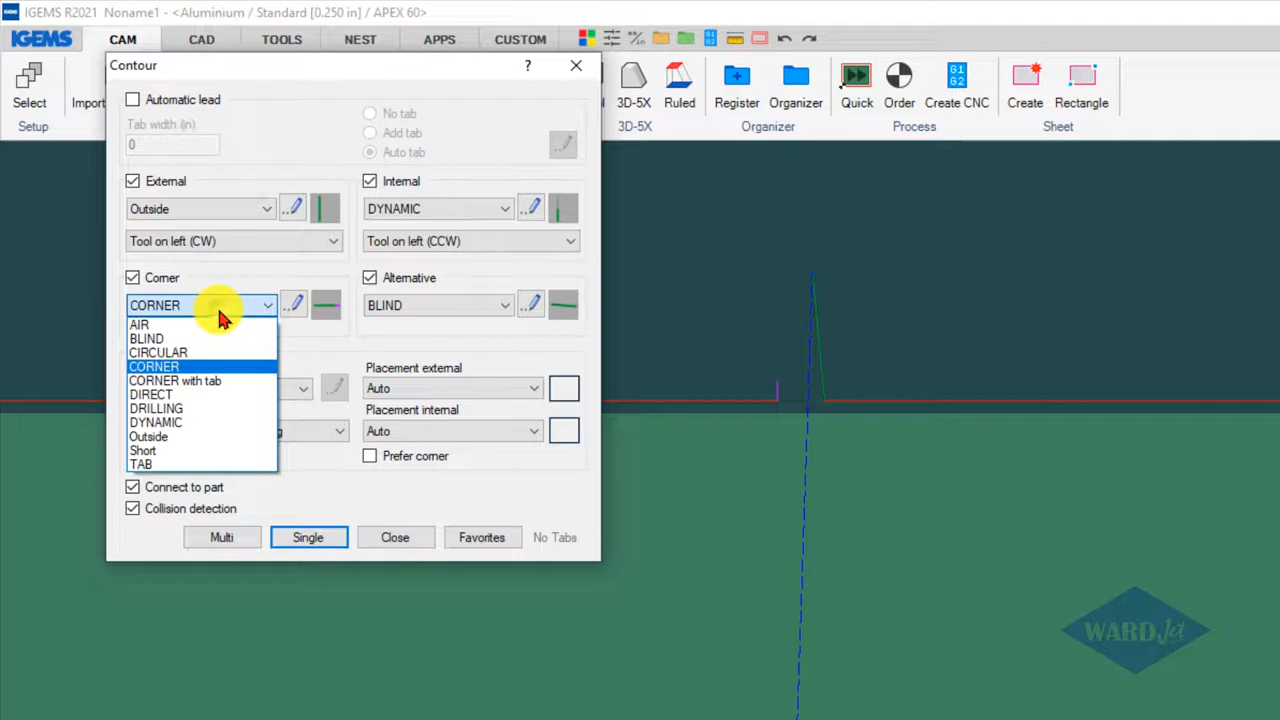 IGEMS R2021 Noname1 - <Aluminium / Standard [0.250 in] / APEX 60>
IGEMS CAM CAD TOOLS NEST APPS CUSTOM
Select Import 3D-5X Ruled Register Organizer Quick Order Create CNC Create Rectangle
Setup 3D-5X Organizer Process Sheet
Contour ?
Automatic lead
Tab width (in)
0
No tab
Add tab
Auto tab
External
Outside
Tool on left (CW)
Internal
DYNAMIC
Tool on left (CCW)
Corner
CORNER
AIR
BLIND
CIRCULAR
CORNER
CORNER with tab
DIRECT
DRILLING
DYNAMIC
Outside
Short
TAB
Alternative
BLIND
Placement external
Auto
Placement internal
Auto
Prefer corner
Connect to part
Collision detection
Multi Single Close Favorites No Tabs
WARDJet